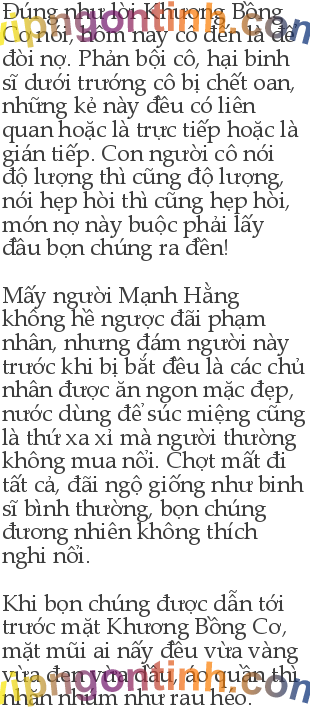 Đúng như lời Khương Bồng
Cơ nói, hôm nay cô đến là để
đòi nợ. Phản bội cô, hại binh
sĩ dưới trướng cô bị chết oan,
những kẻ này đều có liên
quan hoặc là trực tiếp hoặc là
gián tiếp. Con người cô nói
độ lượng thì cũng độ lượng,
nói hẹp hòi thì cũng hẹp hòi,
món nợ này buộc phải lấy
đầu bọn chúng ra đền!
Mấy người Mạnh Hằng
không hề ngược đãi phạm
nhân, nhưng đám người này
trước khi bị bắt đều là các chủ
nhân được ăn ngon mặc đẹp,
nước dùng để súc miệng cũng
là thứ xa xỉ mà người thường
không mua nổi. Chợt mất đi
tất cả, đãi ngộ giống như binh
sĩ bình thường, bọn chúng
đương nhiên không thích
nghi nổi.
Khi bọn chúng được dẫn tới
trước mặt Khương Bồng Cơ,
mặt mũi ai nấy đều vừa vàng
vừa đen vừa dầu, áo quần thì
nhăn nhúm như rau héo.
vipngontinh.com
vipngontinh.com